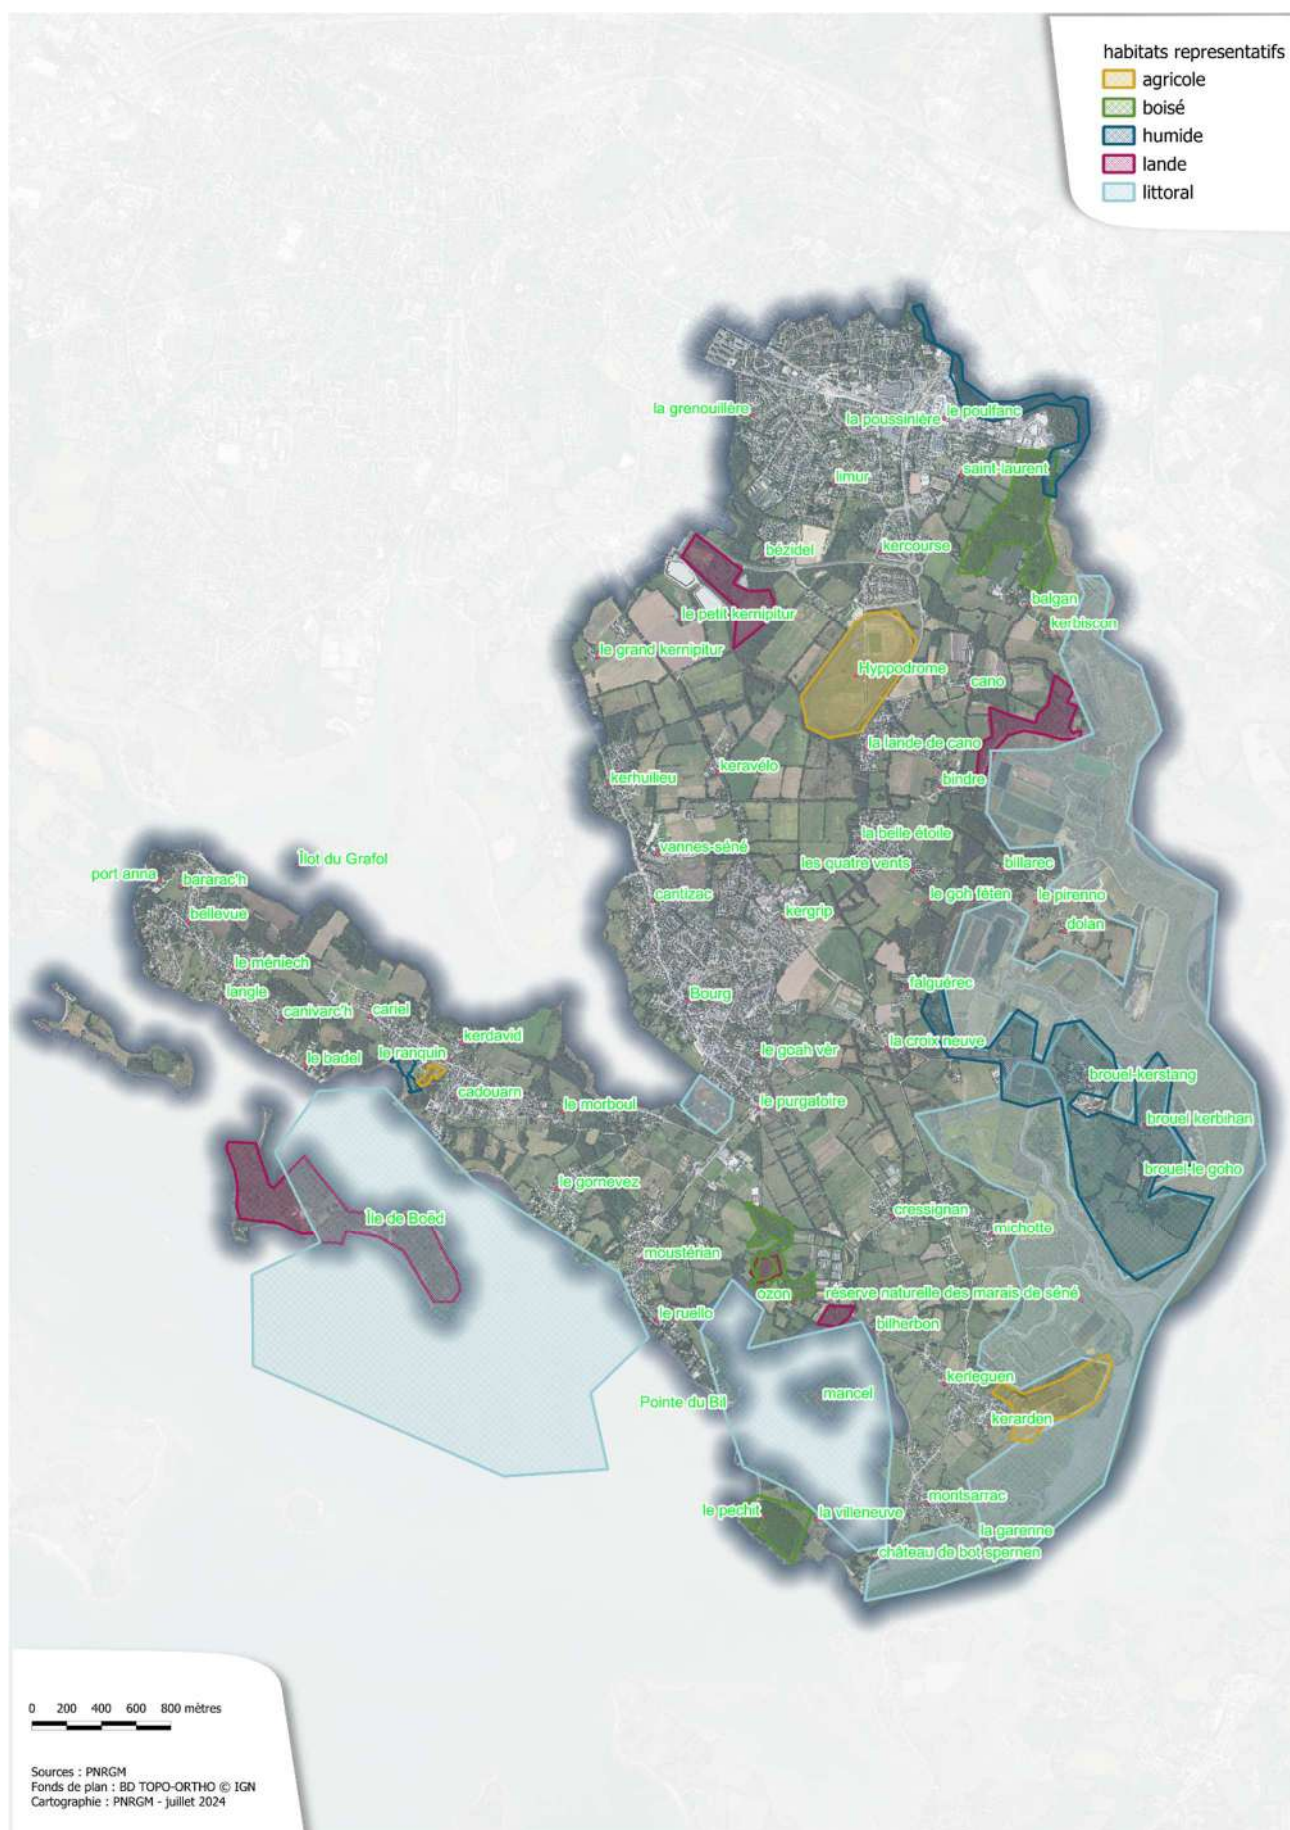 habitats representatifs
agricole
boisé
humide
lande
littoral
la grenouillère
la poussinière
le poulfanc
saint-laurent
limur
bézidel
kercourse
balgan
kerbiscon
le petit kernipitur
le grand kernipitur
Hyppodrome
cano
la lande de cano
kerhuilieu
keravélo
bindre
la belle étoile
vannes-séné
les quatre vents
billarec
Îlot du Grafol
port anna
bararac'h
cantizac
kergrip
le goh féten
le pirenno
dolan
bellevue
le méniech
langle
canivarc'h
cariel
falguérec
Bourg
kerdavid
le badel
le ranquin
le goah vér
la croix neuve
cadouarn
le morboul
le purgatoire
brouel-kerstang
brouel kerbihan
brouel-le goho
le gornevez
Île de Boëd
cressignan
michotte
moustérian
ozon
réserve naturelle des marais de séné
le ruello
bilherbon
kerleguen
Pointe du Bil
mancel
kerarden
le pechit
la villeneuve
montsarrac
la garenne
château de bot spernen
0 200 400 600 800 mètres
Sources : PNRGM
Fonds de plan : BD TOPO-ORTHO © IGN
Cartographie : PNRGM - juillet 2024